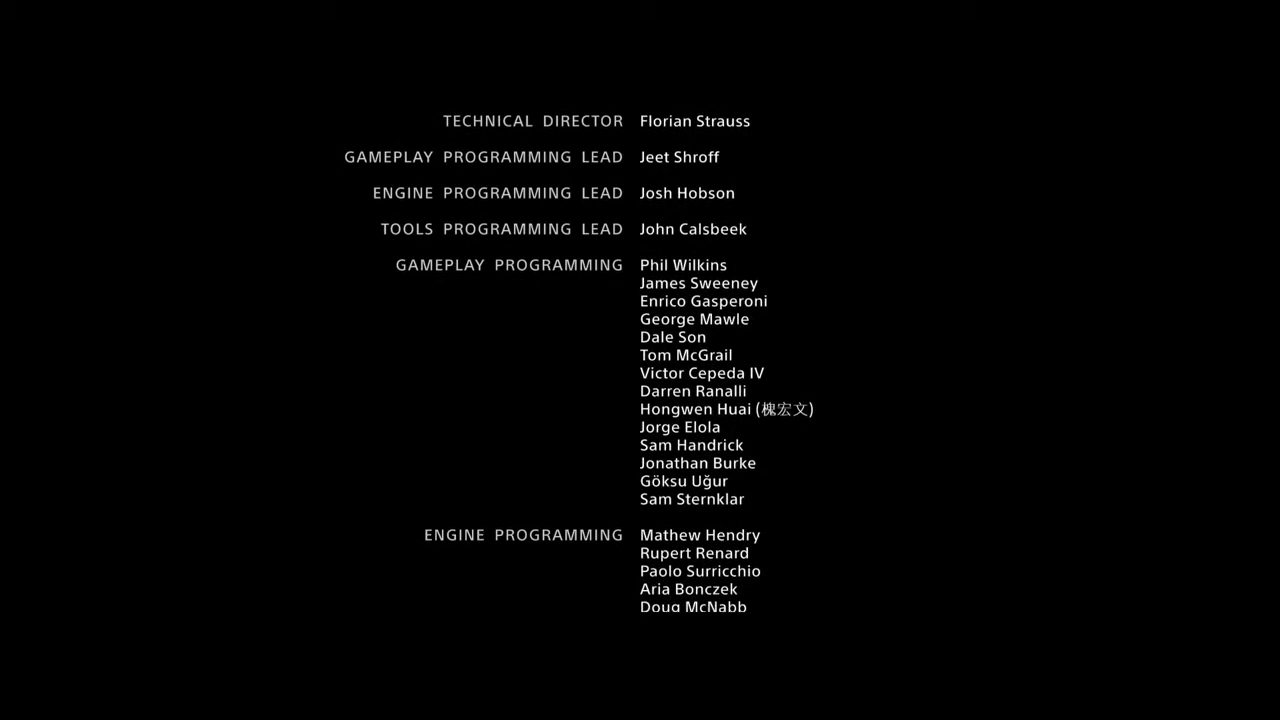 TECHNICAL DIRECTOR Florian Strauss
GAMEPLAY PROGRAMMING LEAD Jeet Shroff
ENGINE PROGRAMMING LEAD Josh Hobson
TOOLS PROGRAMMING LEAD John Calsbeek
GAMEPLAY PROGRAMMING Phil Wilkins
James Sweeney
Enrico Gasperoni
George Mawle
Dale Son
Tom McGrail
Victor Cepeda IV
Darren Ranalli
Hongwen Huai (槐宏文)
Jorge Elola
Sam Handrick
Jonathan Burke
Göksu Uğur
Sam Sternklar
ENGINE PROGRAMMING Mathew Hendry
Rupert Renard
Paolo Surricchio
Aria Bonczek
Doug McNabb